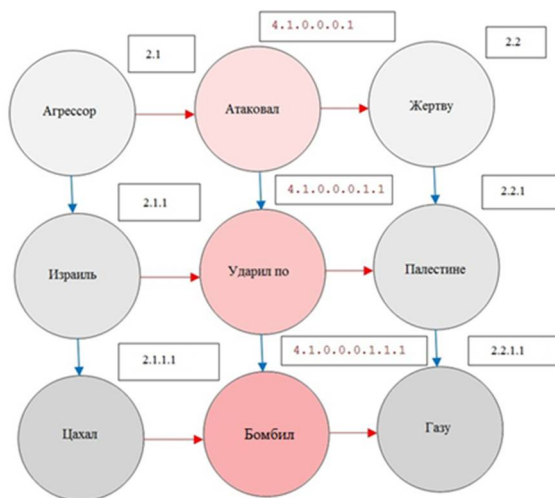 4.1.0.0.0.1
2.1
2.2
Агрессор
Атаковал
Жертву
2.1.1
4.1.0.0.0.1.1
2.2.1
Израиль
Ударил по
Палестине
2.1.1.1
4.1.0.0.0.1.1.1
2.2.1.1
Цахал
Бомбил
Газу